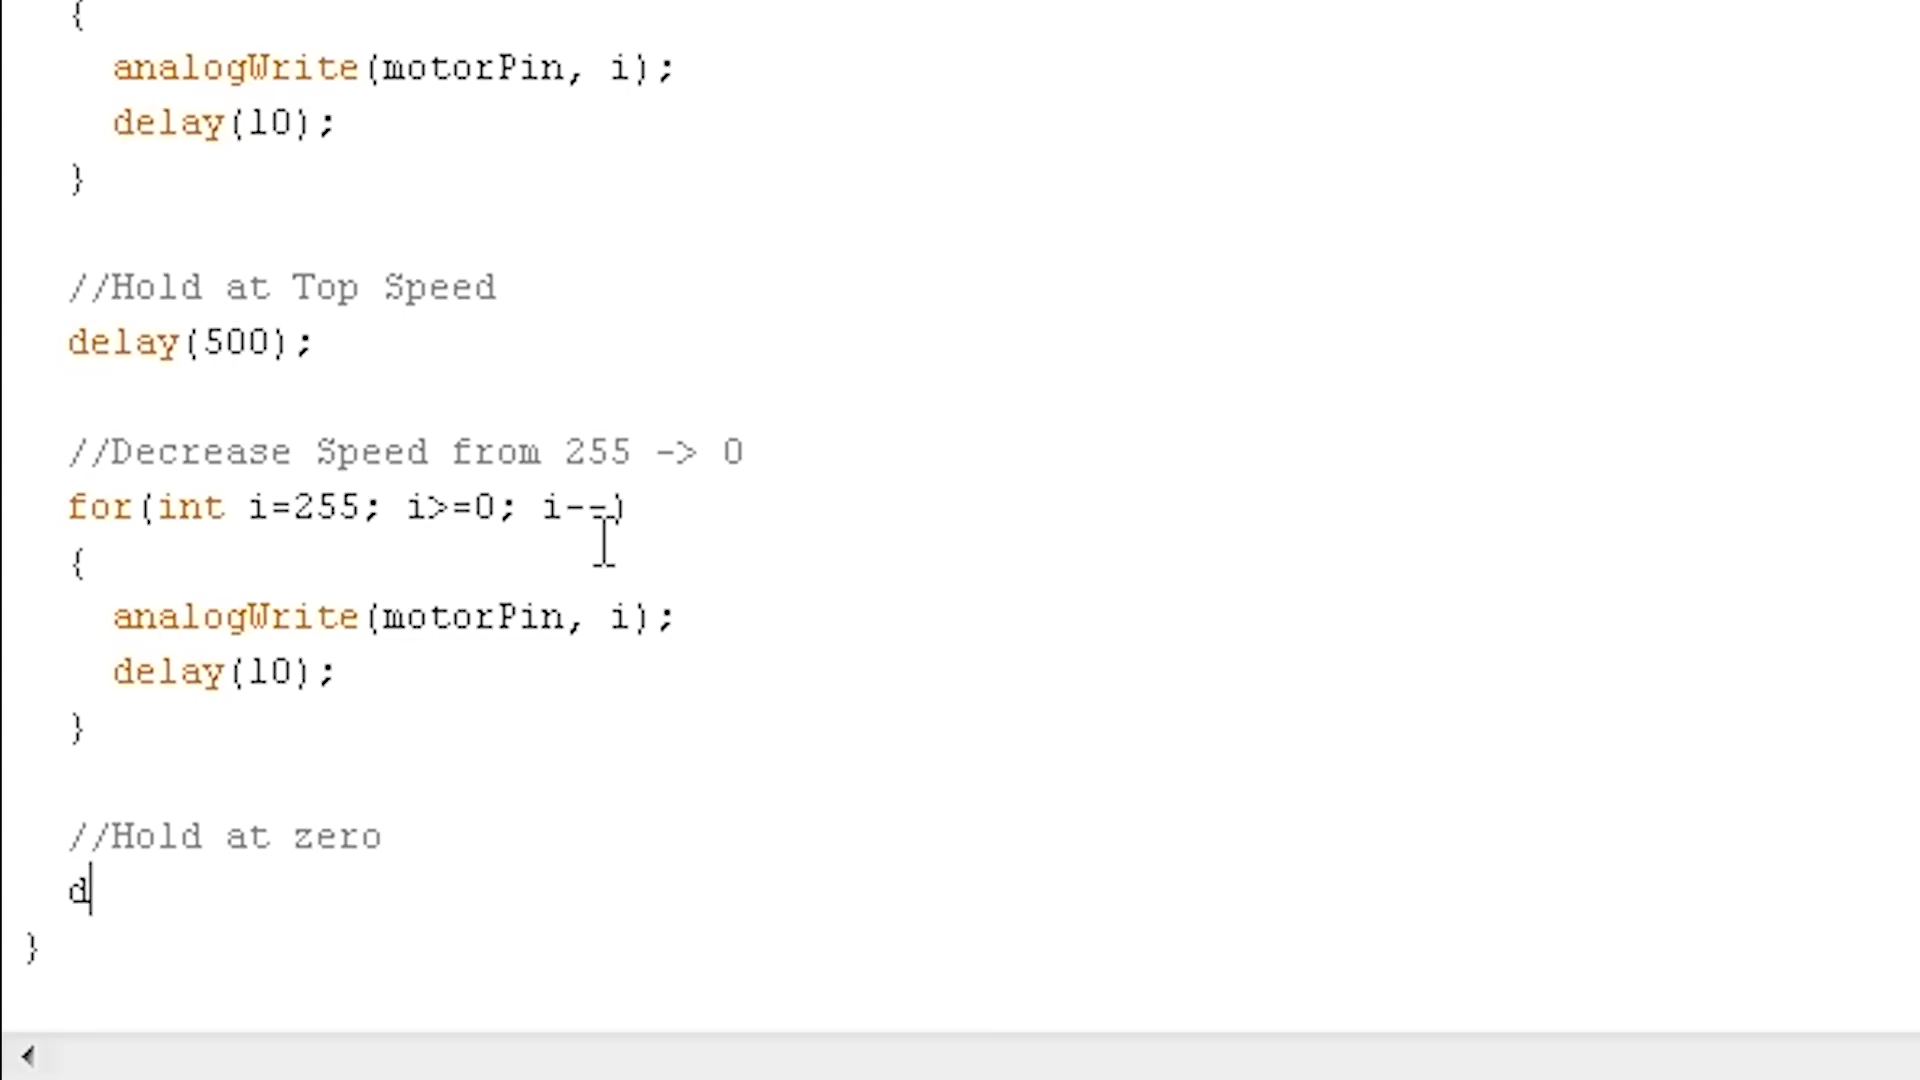 {
analogWrite(motorPin, i);
delay(10);
}
//Hold at Top Speed
delay(500);
//Decrease Speed from 255 -> 0
for(int i=255; i>=0; i--)
{
analogWrite(motorPin, i);
delay(10);
}
//Hold at zero
d
}